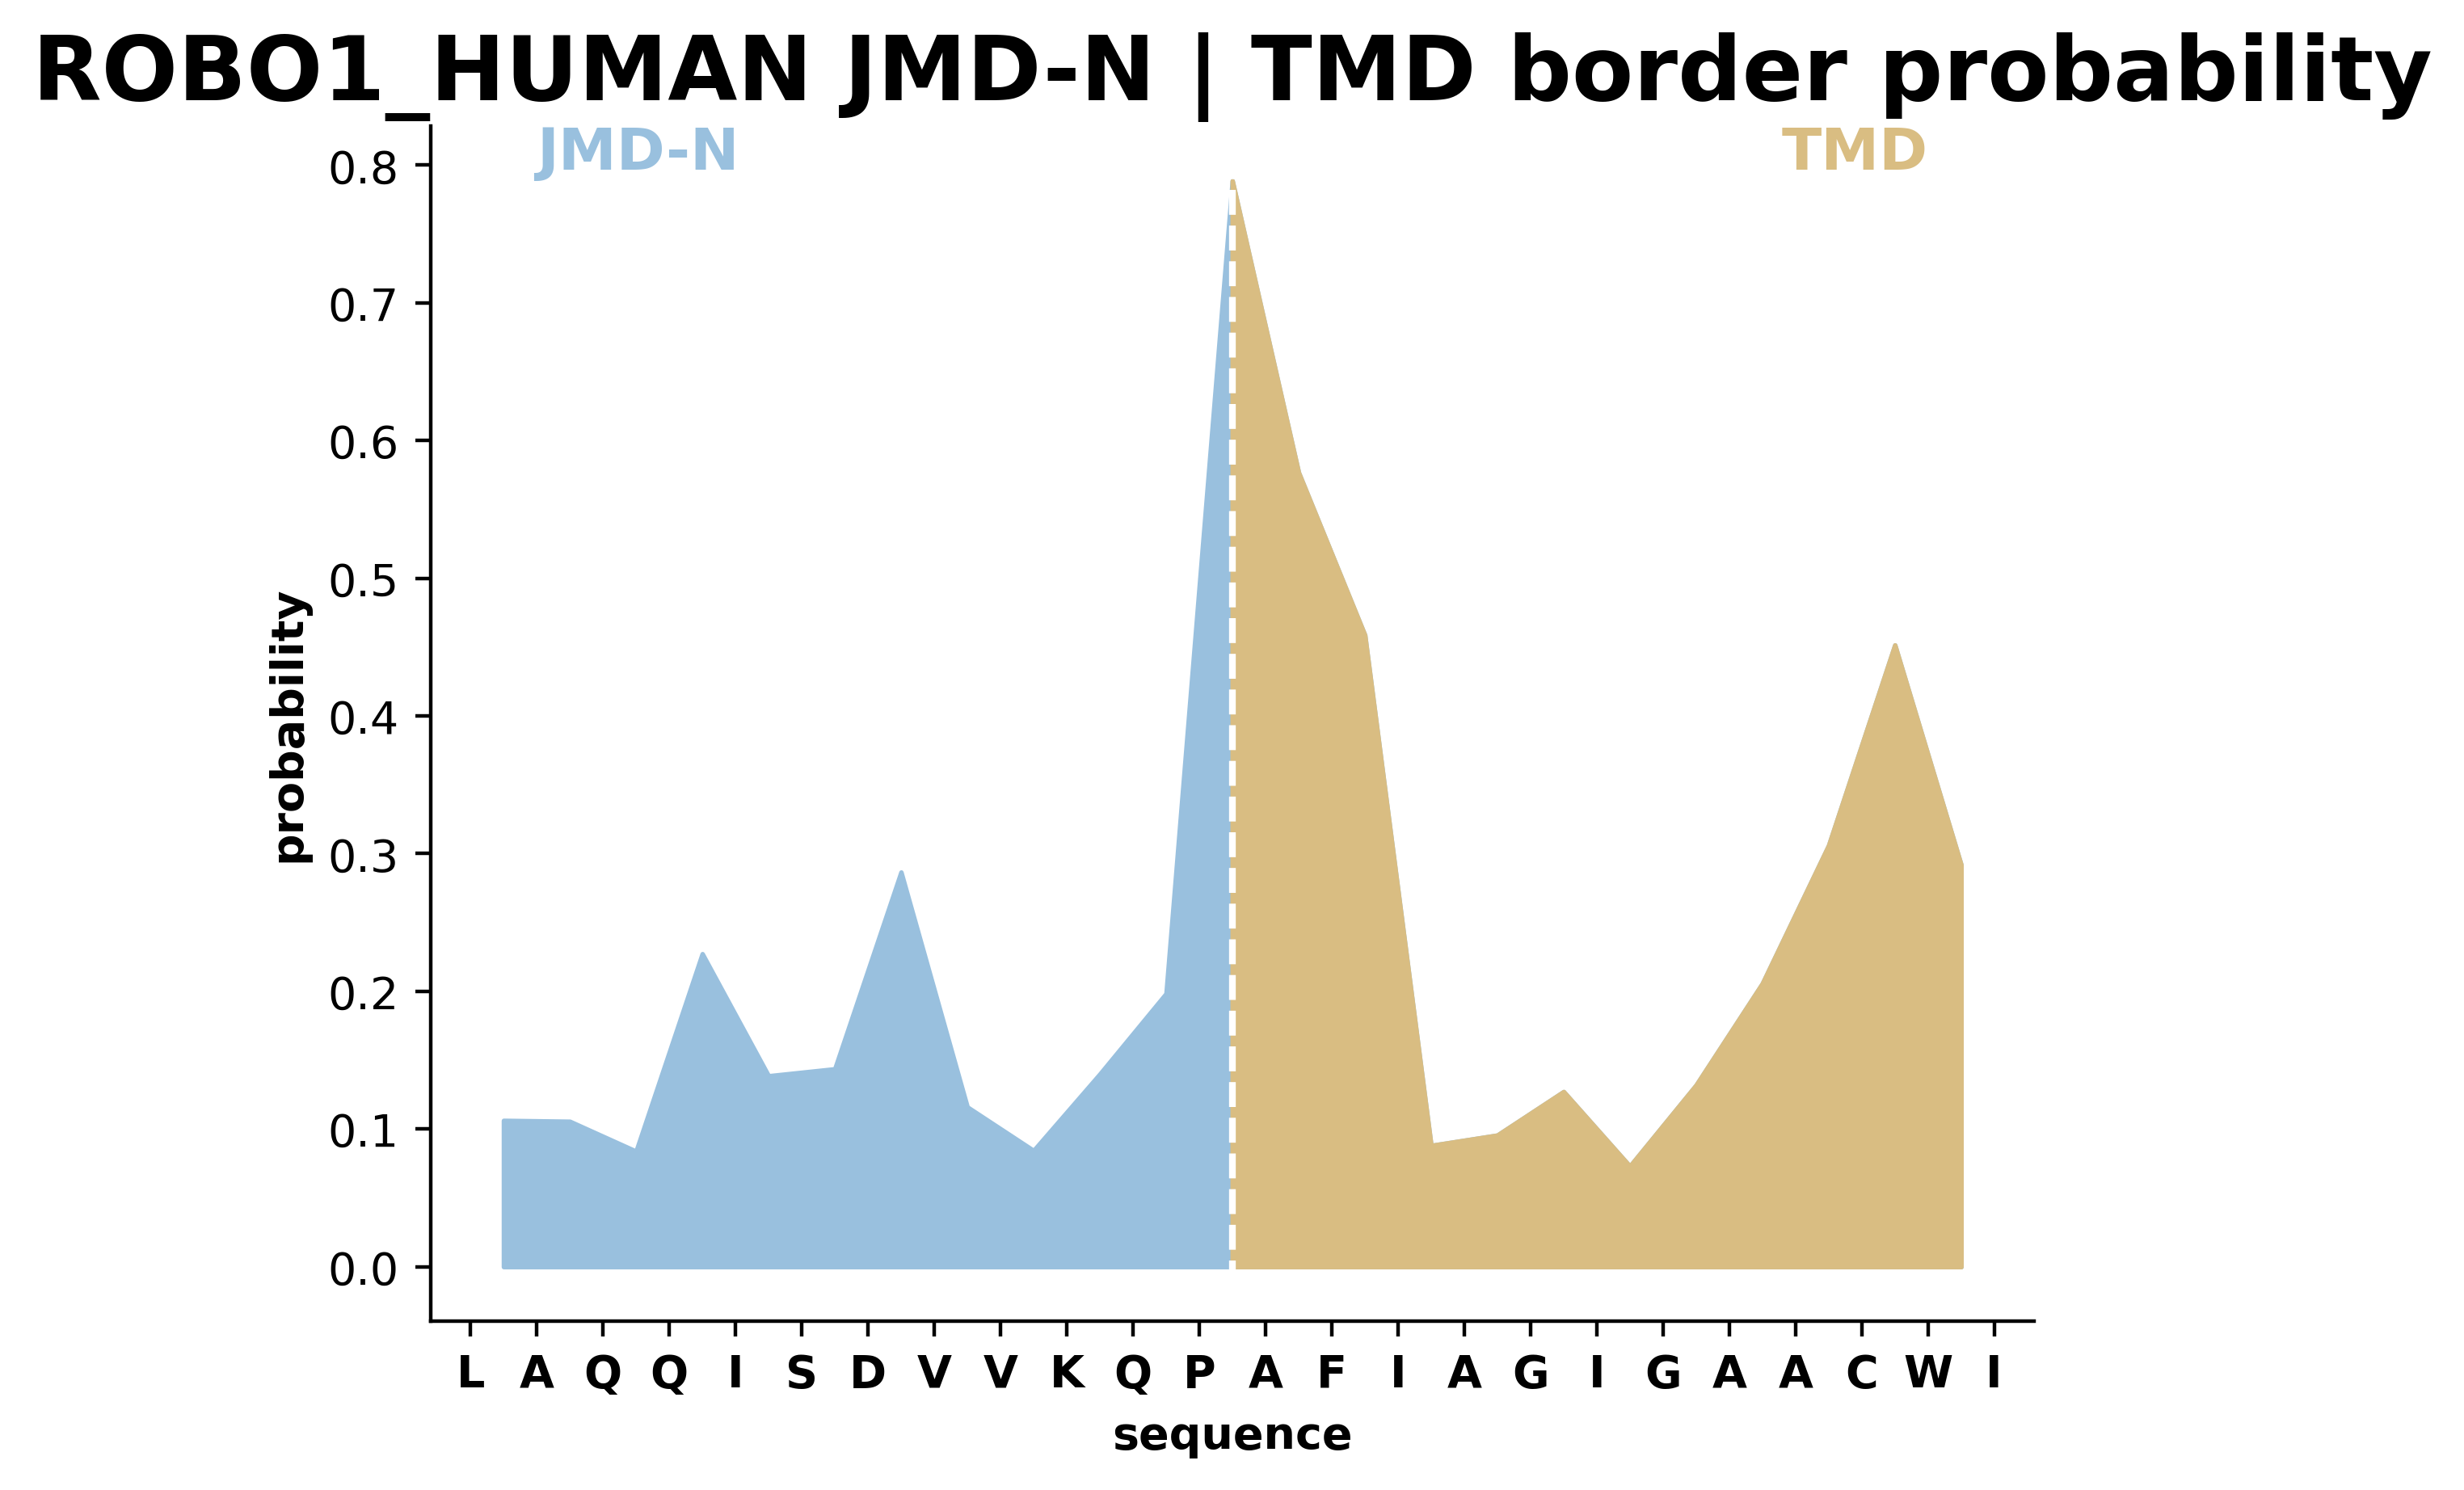 ROBO1_HUMAN JMD-N | TMD border probability
JMD-N TMD
0.8
0.7
0.6
0.5
0.4
0.3
0.2
0.1
0.0
probability
L A Q Q I S D V V K Q P A F I A G I G A A C W I
sequence